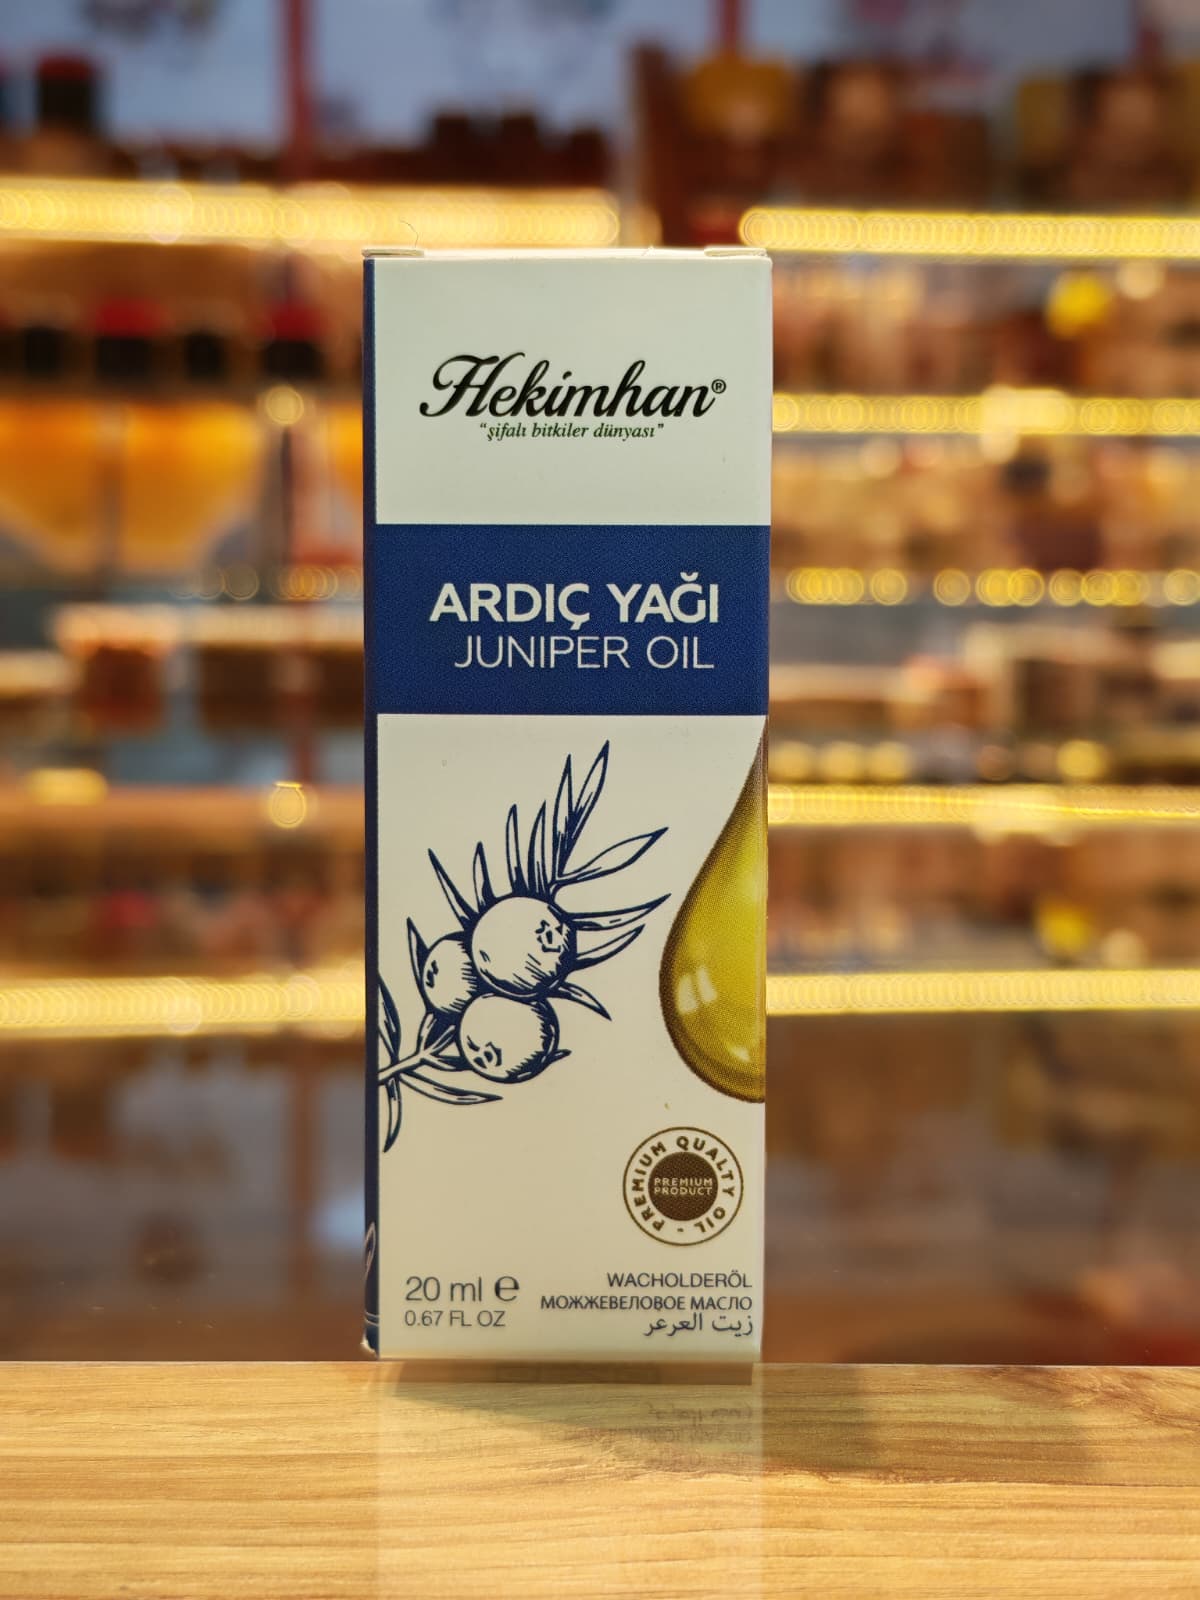 Hekimhan®
“şifalı bitkiler dünyası”
ARDIÇ YAĞI
JUNIPER OIL
PREMIUM QUALTY OIL -
PREMIUM
PRODUCT
20 ml ℮
0.67 FL OZ
WACHOLDERÖL
МОЖЖЕВЕЛОВОЕ МАСЛО
زيت العرعر